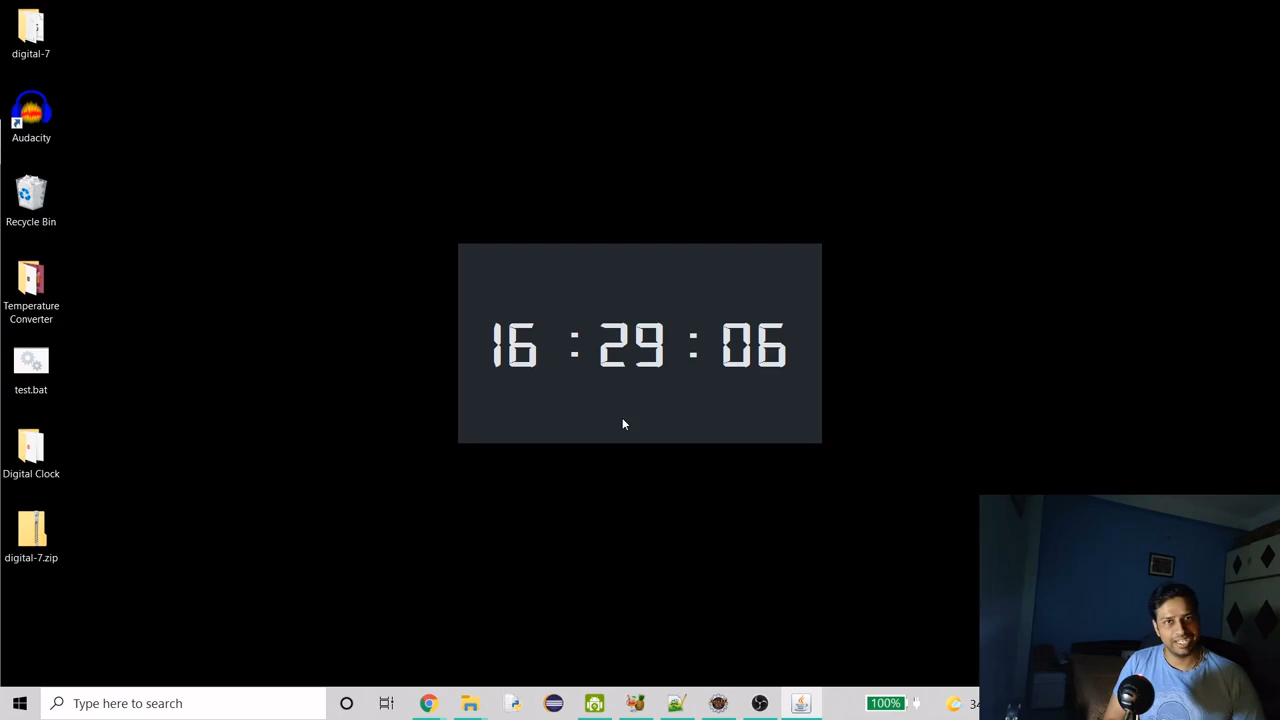 digital-7
Audacity
Recycle Bin
Temperature
Converter
test.bat
Digital Clock
digital-7.zip
16 : 29 : 06
Type here to search
100%
34